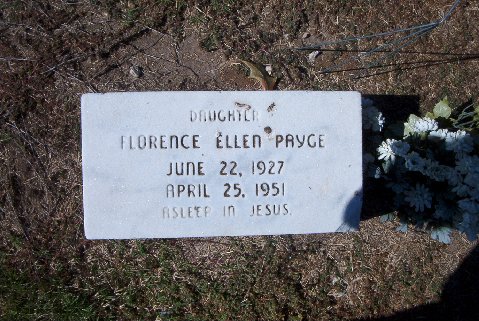 DAUGHTER
FLORENCE ELLEN PAYGE
JUNE 22, 1927
APRIL 25, 1951
ASLEEP IN JESUS.